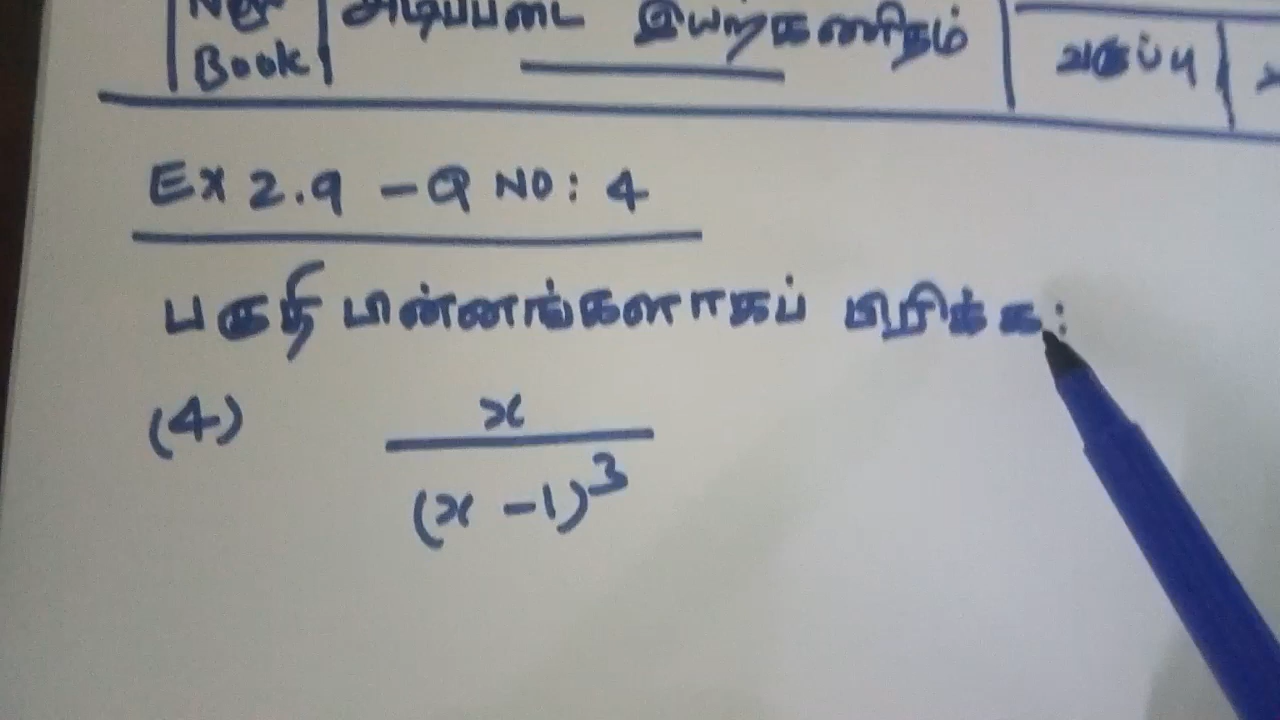 New அடிப்படை இயற்கணிதம்
Book வகுப்பு
Ex 2.9 - Q NO: 4
பகுதி பின்னங்களாகப் பிரிக்க:
(4) x
(x - 1)³